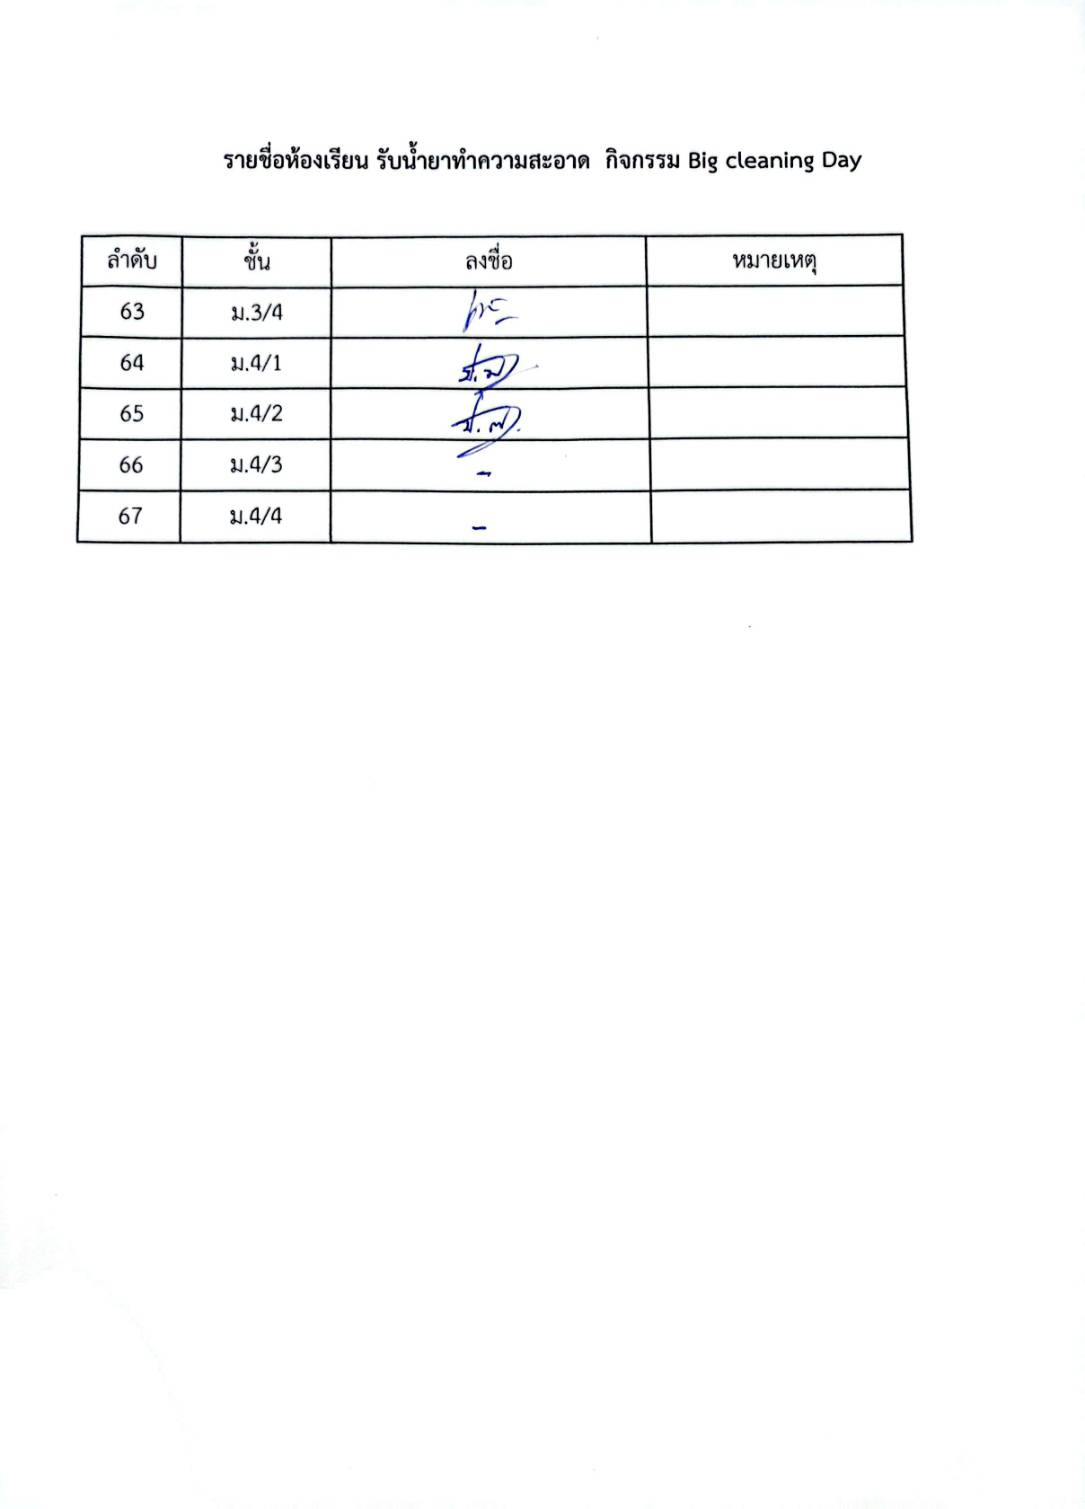 รายชื่อห้องเรียน รับน้ำยาทำความสะอาด กิจกรรม Big cleaning Day
ลำดับ ชั้น ลงชื่อ หมายเหตุ
63 ม.3/4
64 ม.4/1
65 ม.4/2
66 ม.4/3 -
67 ม.4/4 -